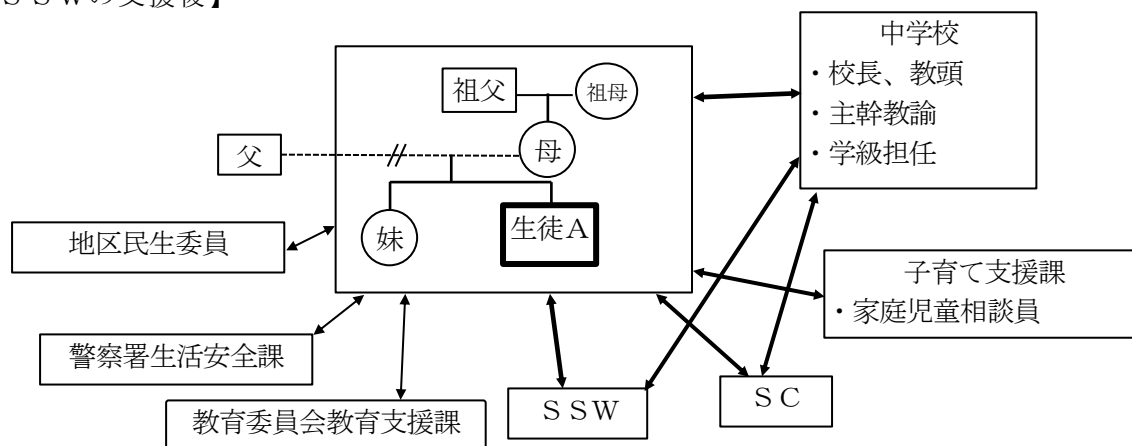 ＳＳＷの支援後】
中学校
・校長、教頭
・主幹教諭
・学級担任
祖父
祖母
父
母
妹
生徒Ａ
地区民生委員
子育て支援課
・家庭児童相談員
警察署生活安全課
教育委員会教育支援課
ＳＳＷ
ＳＣ